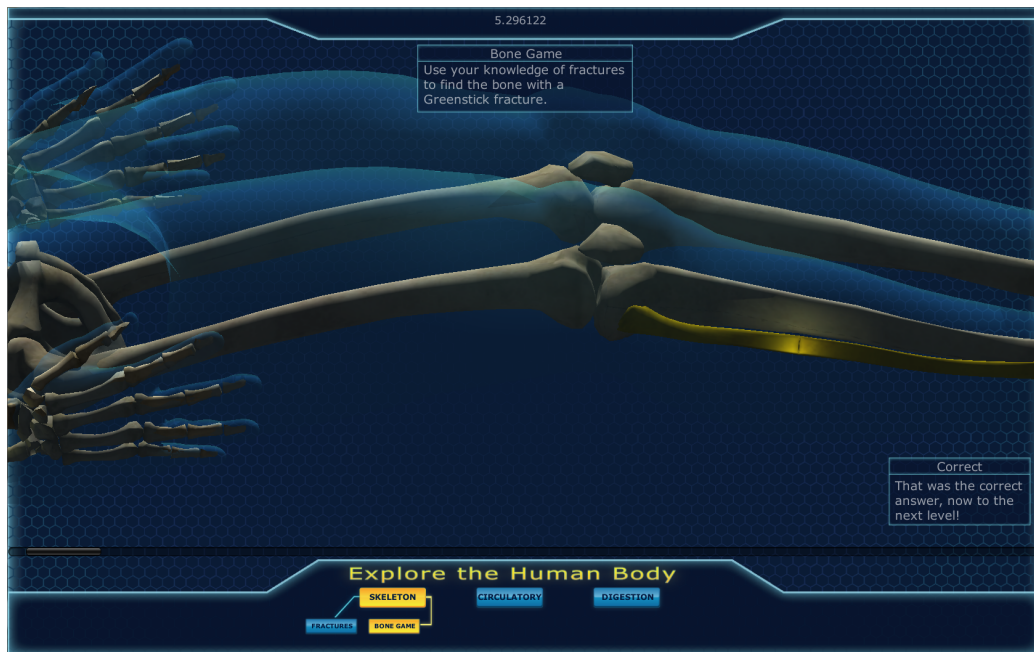 5.296122
Bone Game
Use your knowledge of fractures
to find the bone with a
Greenstick fracture.
Correct
That was the correct
answer, now to the
next level!
Explore the Human Body
SKELETON
CIRCULATORY
DIGESTION
FRACTURES
BONE GAME